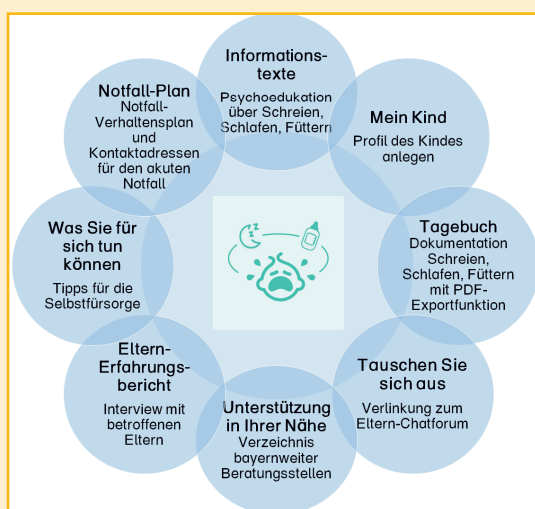 Informations-
texte
Psychoedukation
über Schreien,
Schlafen, Füttern
Mein Kind
Profil des Kindes
anlegen
Tagebuch
Dokumentation
Schreien,
Schlafen, Füttern
mit PDF-
Exportfunktion
Tauschen Sie
sich aus
Verlinkung zum
Eltern-Chatforum
Unterstützung
in Ihrer Nähe
Verzeichnis
bayernweiter
Beratungsstellen
Eltern-
Erfahrungs-
bericht
Interview mit
betroffenen
Eltern
Was Sie für
sich tun
können
Tipps für die
Selbstfürsorge
Notfall-Plan
Notfall-
Verhaltensplan
und
Kontaktadressen
für den akuten
Notfall
z z z